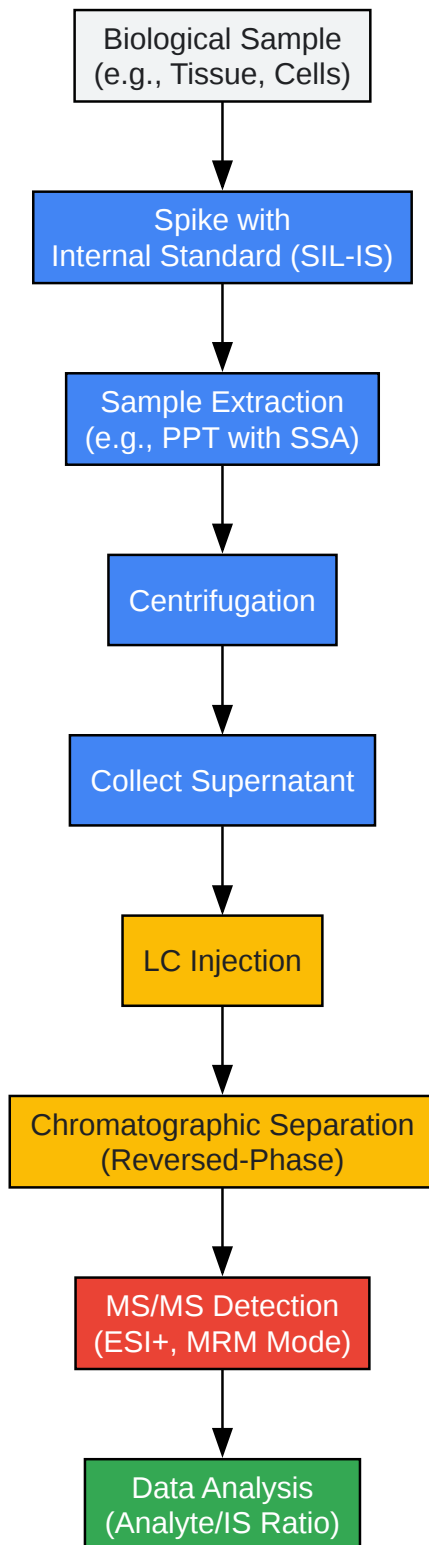 Biological Sample
(e.g., Tissue, Cells)
Spike with
Internal Standard (SIL-IS)
Sample Extraction
(e.g., PPT with SSA)
Centrifugation
Collect Supernatant
LC Injection
Chromatographic Separation
(Reversed-Phase)
MS/MS Detection
(ESI+, MRM Mode)
Data Analysis
(Analyte/IS Ratio)